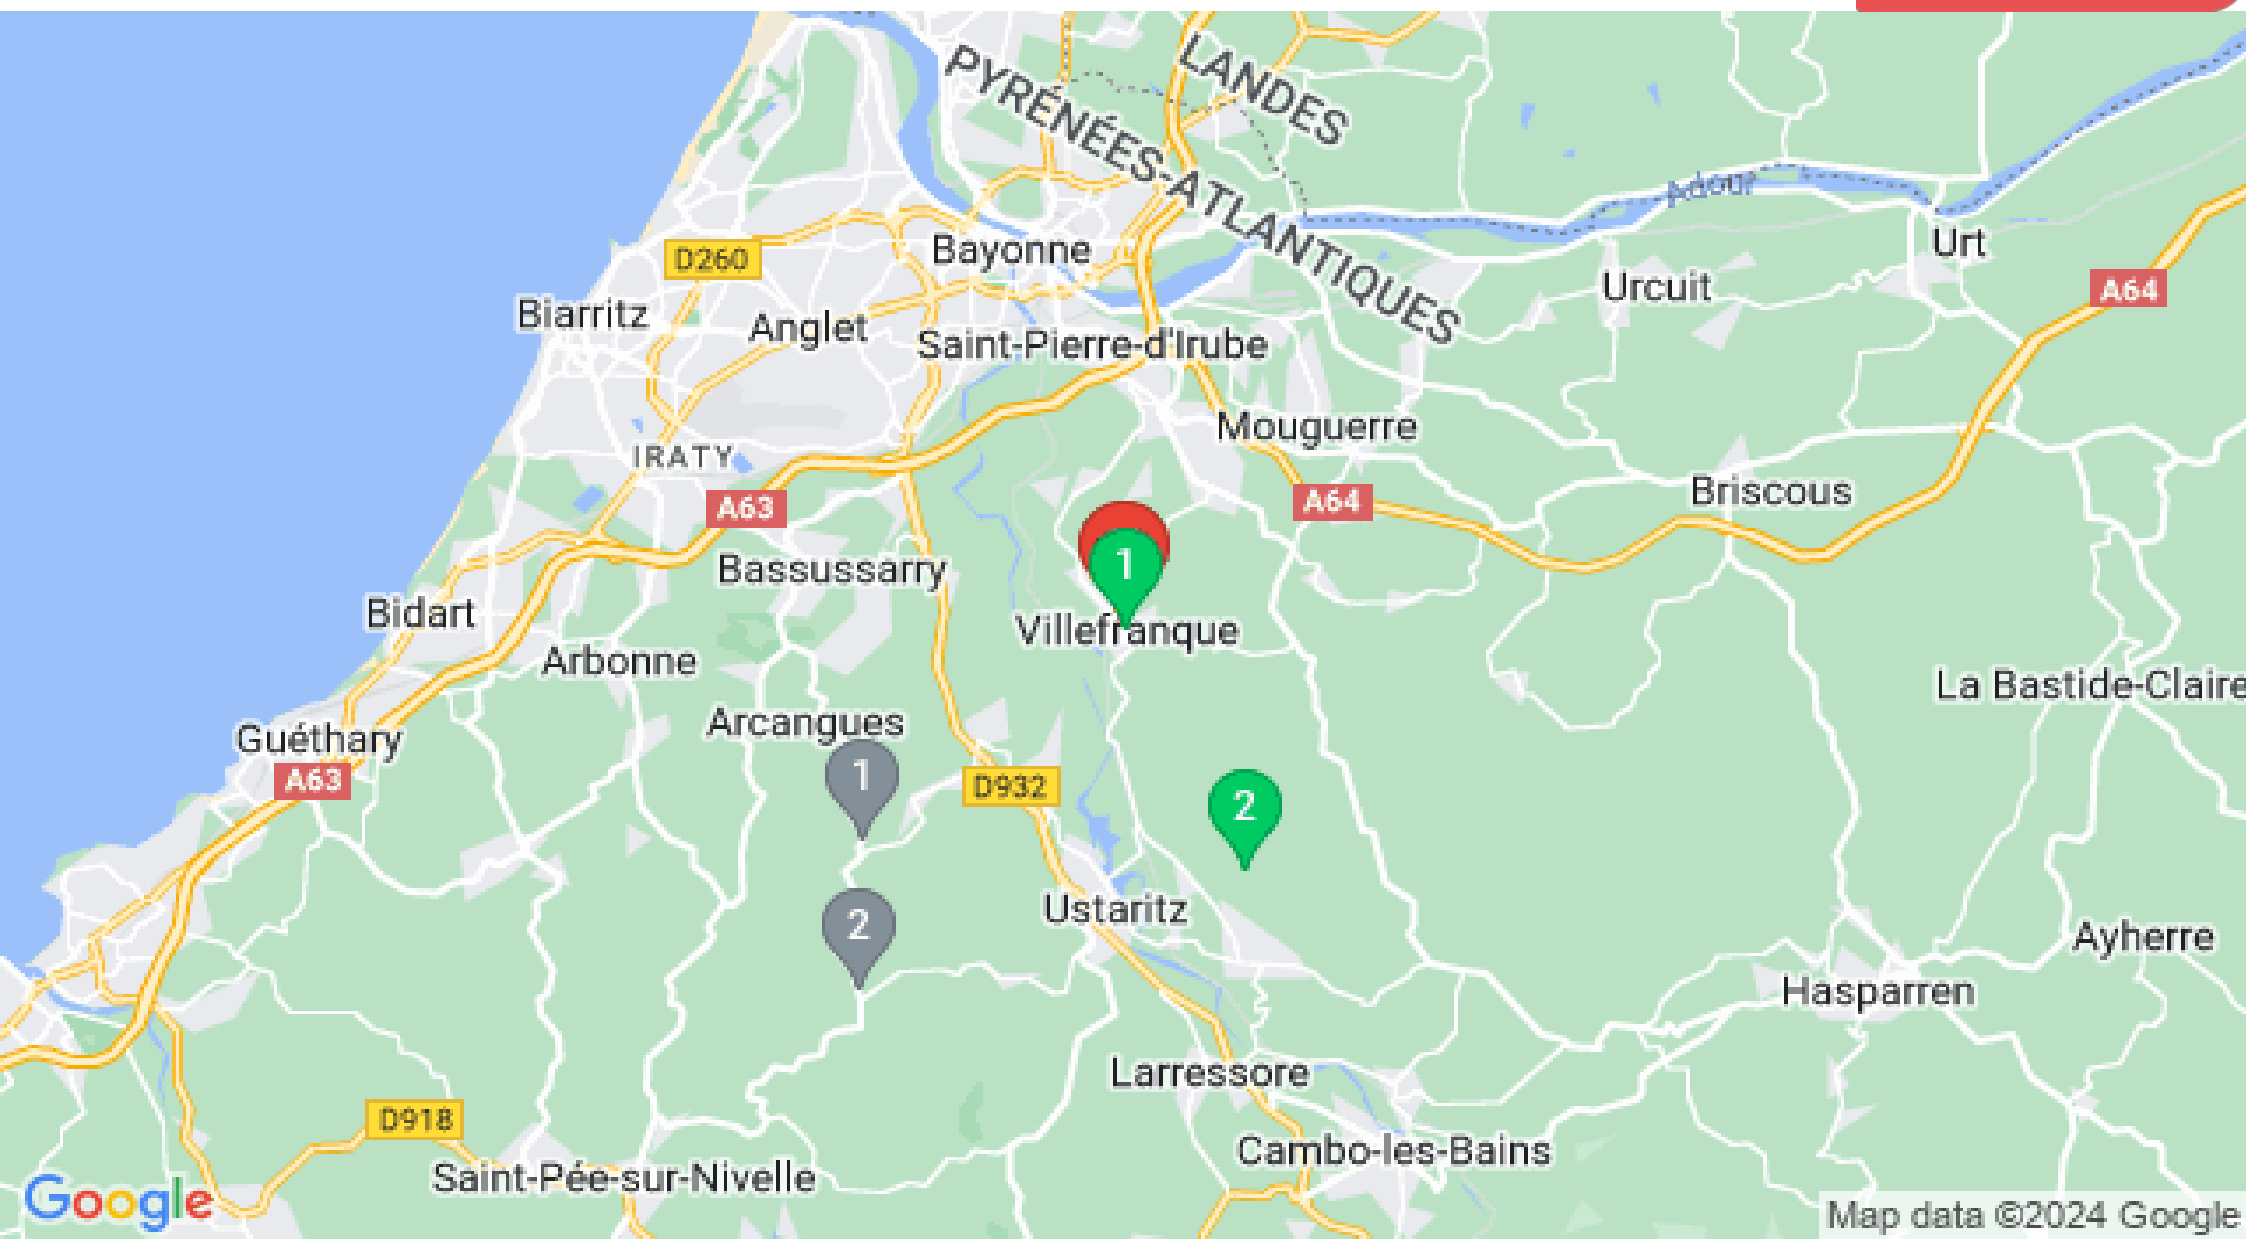 LANDES
PYRÉNÉES-ATLANTIQUES
Adour
Bayonne
Urt
D260
Urcuit
A64
Biarritz
Anglet
Saint-Pierre-d'Irube
Mouguerre
IRATY
A63
A64
Briscous
1
Bassussarry
Bidart
Villefranque
Arbonne
La Bastide-Claire
Arcangues
Guéthary
A63
1
D932
2
2
Ustaritz
Ayherre
Hasparren
Larressore
D918
Cambo-les-Bains
Saint-Pée-sur-Nivelle
Google
Map data ©2024 Google